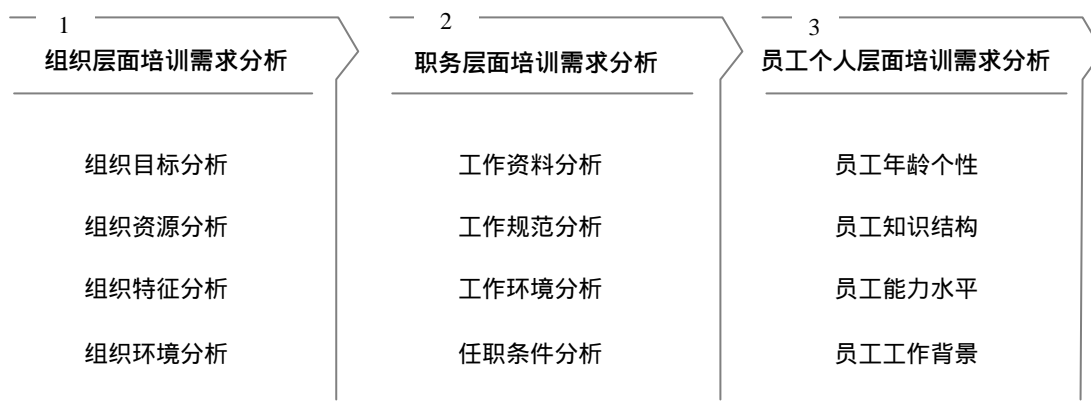 1
组织层面培训需求分析
组织目标分析
组织资源分析
组织特征分析
组织环境分析
2
职务层面培训需求分析
工作资料分析
工作规范分析
工作环境分析
任职条件分析
3
员工个人层面培训需求分析
员工年龄个性
员工知识结构
员工能力水平
员工工作背景